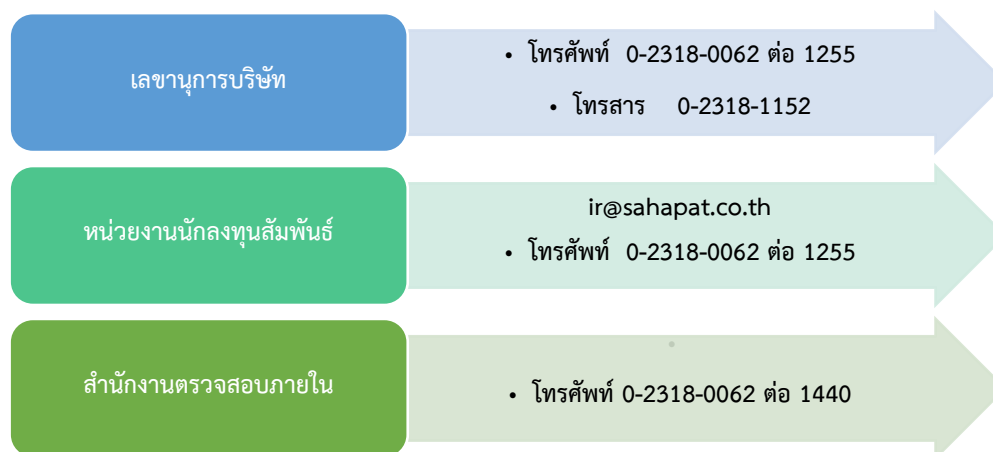 เลขานุการบริษัท
• โทรศัพท์ 0-2318-0062 ต่อ 1255
• โทรสาร 0-2318-1152
หน่วยงานนักลงทุนสัมพันธ์
ir@sahapat.co.th
• โทรศัพท์ 0-2318-0062 ต่อ 1255
สำนักงานตรวจสอบภายใน
• โทรศัพท์ 0-2318-0062 ต่อ 1440